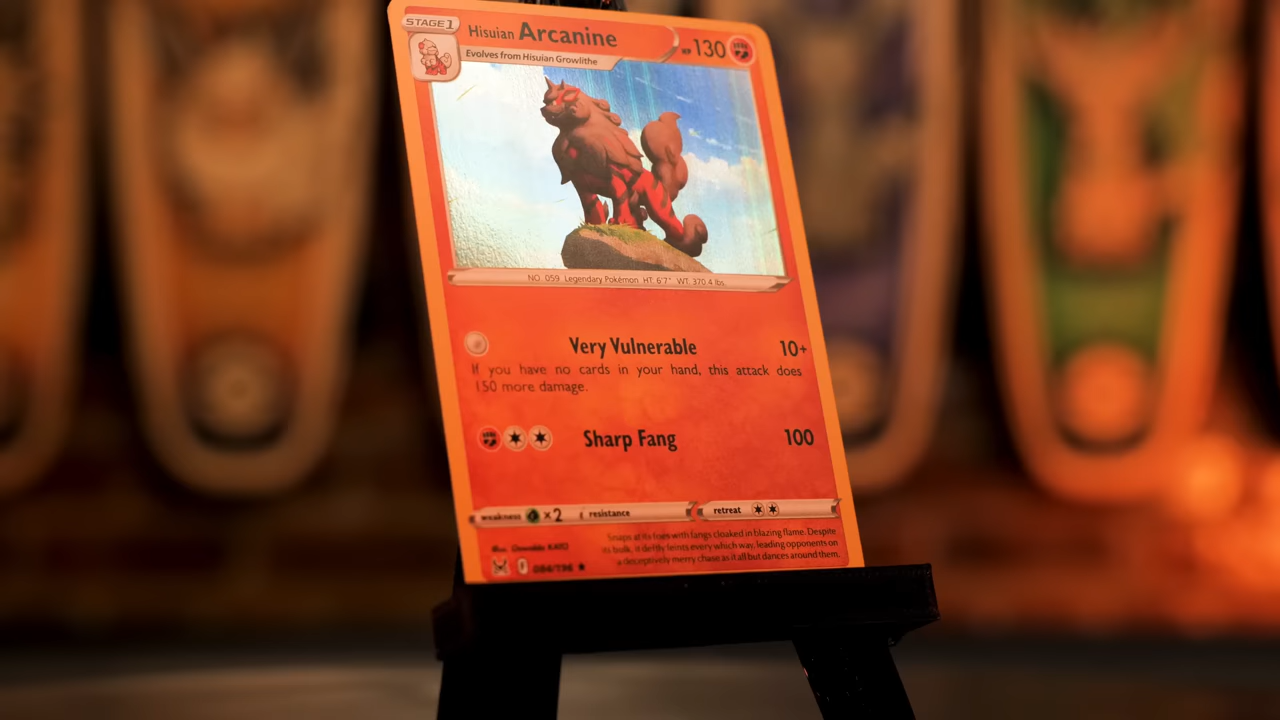 STAGE 1
Hisuian Arcanine
HP 130
Evolves from Hisuian Growlithe
NO. 059 Legendary Pokémon HT: 6'7" WT: 370.4 lbs.
Very Vulnerable 10+
If you have no cards in your hand, this attack does
150 more damage.
Sharp Fang 100
weakness ×2 resistance
retreat
Snaps at its foes with fangs cloaked in blazing flame. Despite
its bulk, it deftly feints every which way, leading opponents on
a deceptively merry chase as it all but dances around them.
Illus. Oswaldo KATO
084/196